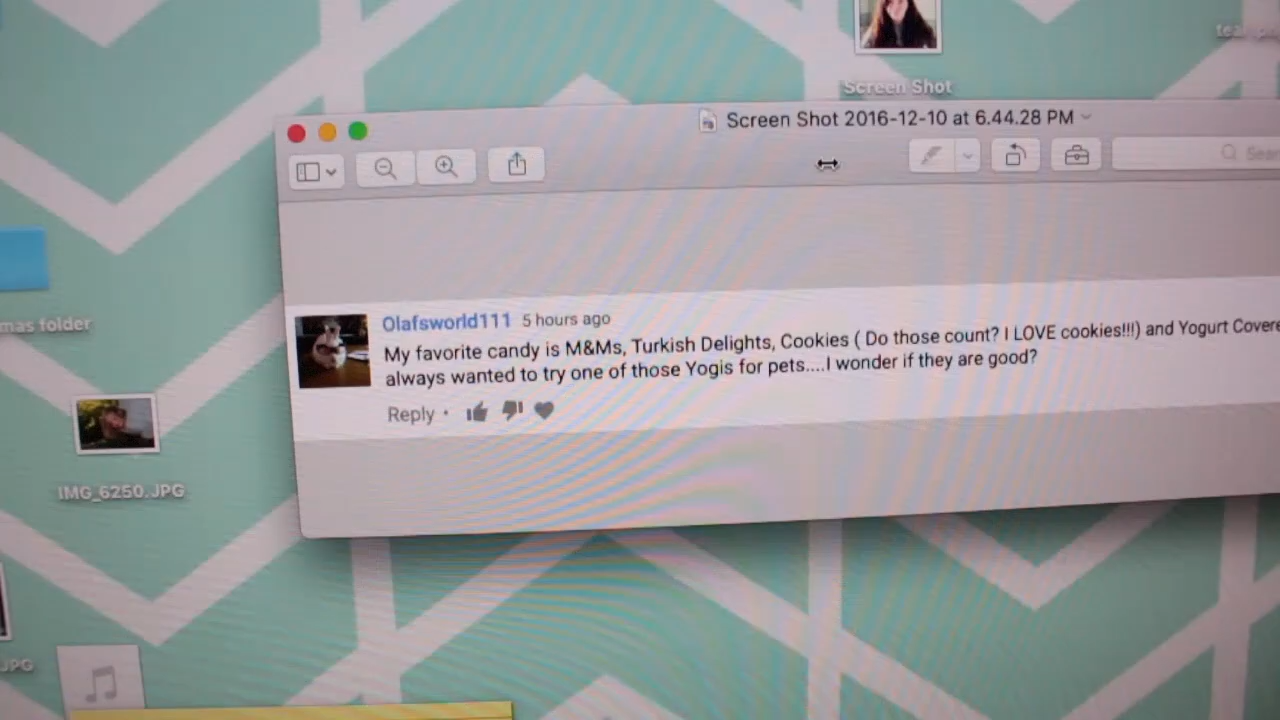 Screen Shot
Screen Shot 2016-12-10 at 6.44.28 PM
mas folder
Olafsworld111 5 hours ago
My favorite candy is M&Ms, Turkish Delights, Cookies ( Do those count? I LOVE cookies!!!) and Yogurt Covere
always wanted to try one of those Yogis for pets....I wonder if they are good?
Reply •
IMG_6250.JPG
JPG